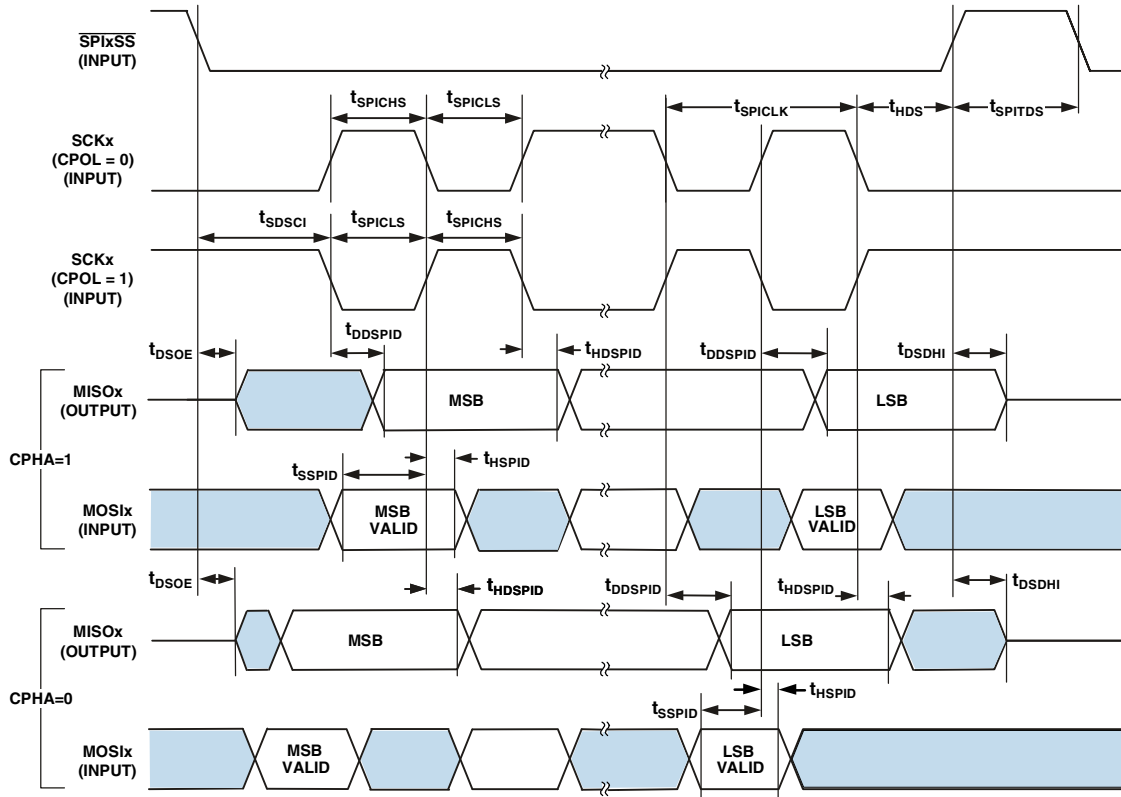 SPIxSS
(INPUT)
tSPICHS tSPICLS tSPICLK tHDS tSPITDS
SCKx
(CPOL = 0)
(INPUT)
tSDSCI tSPICLS tSPICHS
SCKx
(CPOL = 1)
(INPUT)
tDSOE tDDSPID tHDSPID tDDSPID tDSDHI
MISOx
(OUTPUT)
MSB LSB
CPHA=1
tSSPID tHSPID
MOSIx
(INPUT)
MSB
VALID
LSB
VALID
tDSOE tHDSPID tDDSPID tHDSPID tDSDHI
MISOx
(OUTPUT)
MSB LSB
CPHA=0
tSSPID tHSPID
MOSIx
(INPUT)
MSB
VALID
LSB
VALID